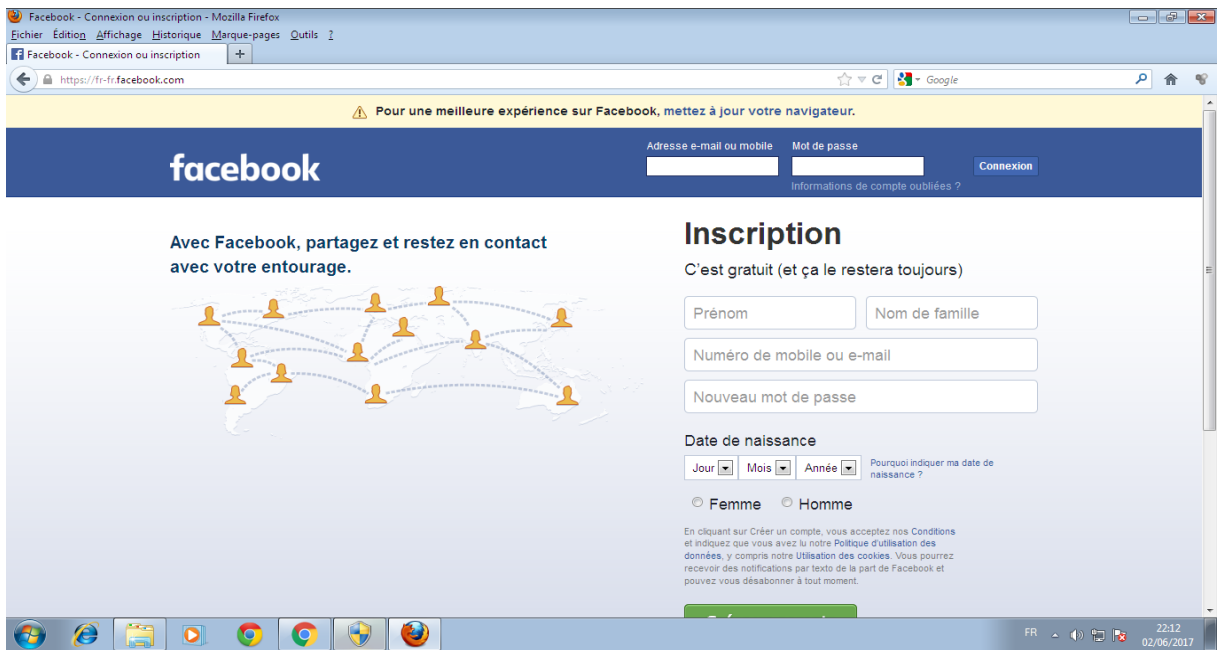 Facebook - Connexion ou inscription - Mozilla Firefox
Fichier Édition Affichage Historique Marque-pages Outils ?
Facebook - Connexion ou inscription +
https://fr-fr.facebook.com
Google
Pour une meilleure expérience sur Facebook, mettez à jour votre navigateur.
facebook
Adresse e-mail ou mobile
Mot de passe
Connexion
Informations de compte oubliées ?
Avec Facebook, partagez et restez en contact
avec votre entourage.
Inscription
C'est gratuit (et ça le restera toujours)
Prénom
Nom de famille
Numéro de mobile ou e-mail
Nouveau mot de passe
Date de naissance
Jour Mois Année
Pourquoi indiquer ma date de
naissance ?
Femme Homme
En cliquant sur Créer un compte, vous acceptez nos Conditions
et indiquez que vous avez lu notre Politique d'utilisation des
données, y compris notre Utilisation des cookies. Vous pourrez
recevoir des notifications par texto de la part de Facebook et
pouvez vous désabonner à tout moment.
FR
22:12
02/06/2017